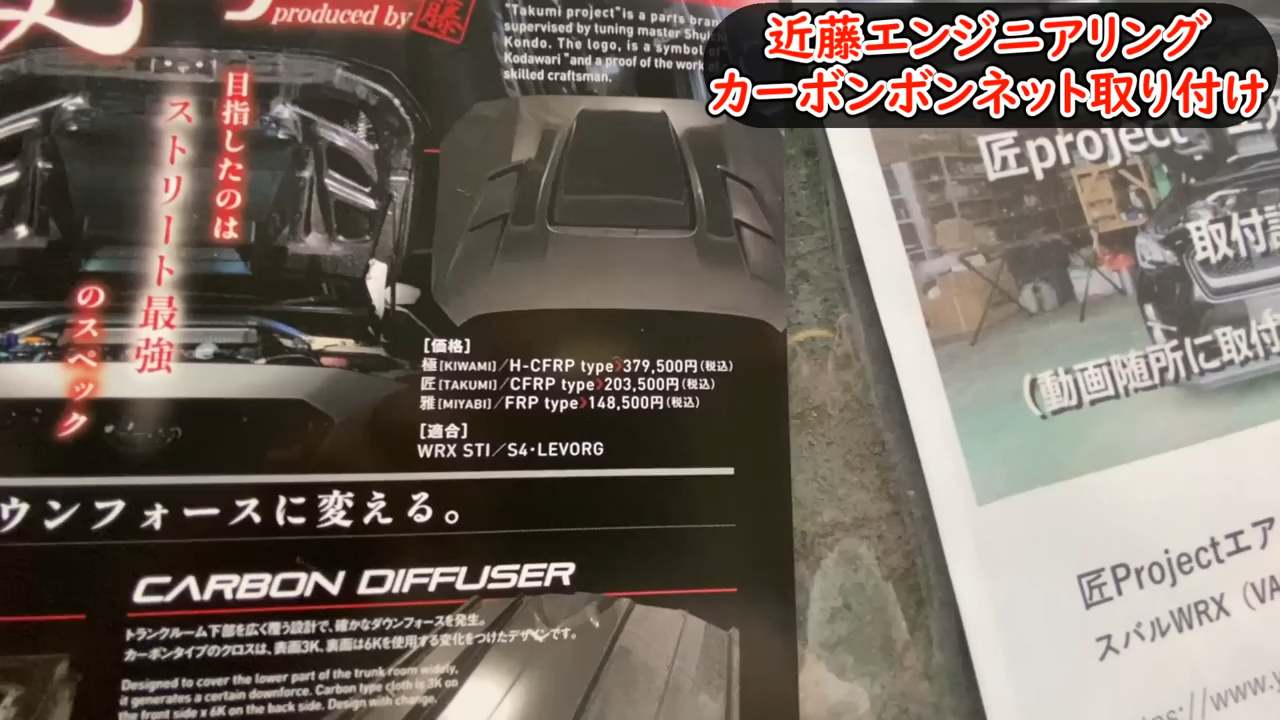 近藤エンジニアリング
カーボンボンネット取り付け
produced by
"Takumi project" is a parts bran
supervised by tuning master
Kondo. The logo, is a symbol
Kodawari "and a proof of the work of
skilled craftsman.
目指したのは
ストリート最強
のスペック
[価格]
極[KIWAMI]/H-CFRP type 379,500円(税込)
匠[TAKUMI]/CFRP type 203,500円(税込)
雅[MIYABI]/FRP type 148,500円(税込)
[適合]
WRX STI/S4・LEVORG
ウンフォースに変える。
CARBON DIFFUSER
トランクルーム下部を広く覆う設計で、確かなダウンフォースを発生。
カーボンタイプのクロスは、表面3K、裏面は6Kを使用する変化をつけたデザインです。
Designed to cover the lower part of the trunk room widely,
it generates a certain downforce. Carbon type cloth is 3K on
the front side x 6K on the back side. Design with change.
匠project
取付
(動画随所に取付
匠Projectエア
スバルWRX(VA
://www.y